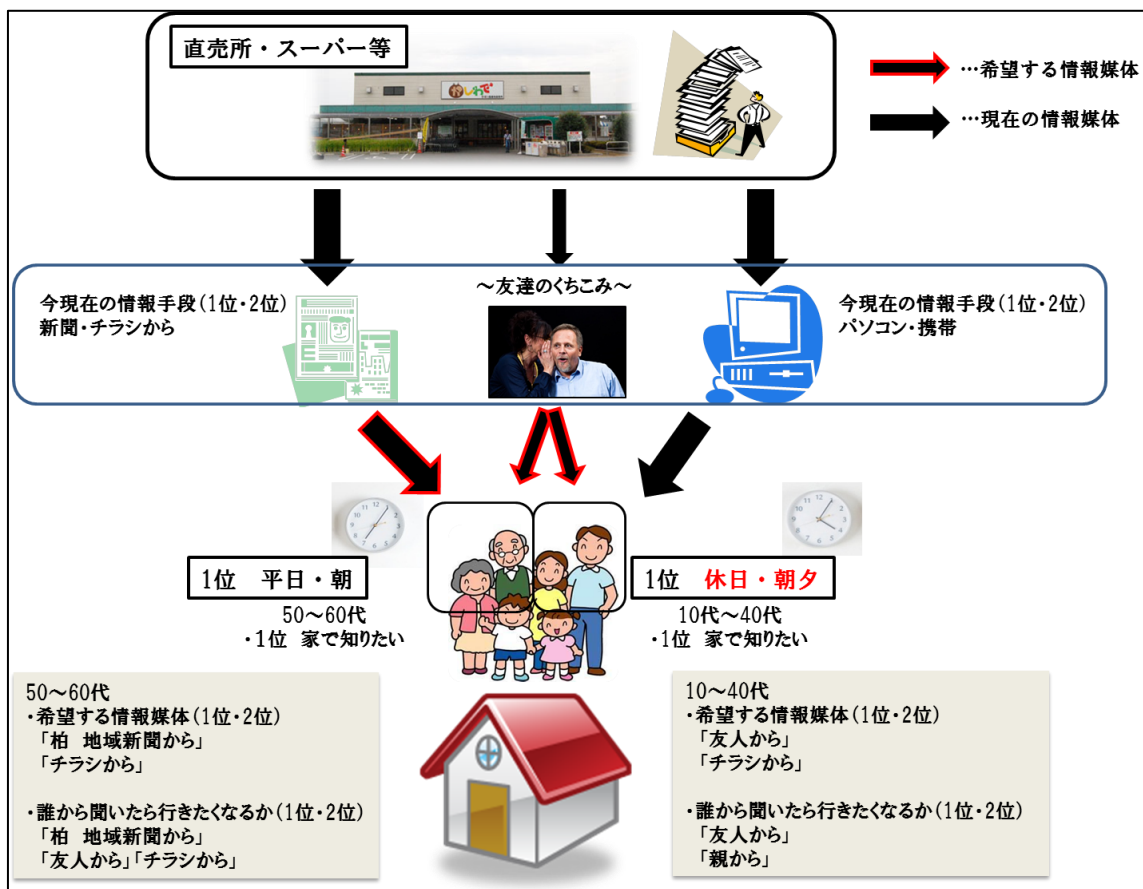 直売所・スーパー等
かしわで
…希望する情報媒体
…現在の情報媒体
今現在の情報手段(1位・2位)
新聞・チラシから
～友達のくちこみ～
今現在の情報手段(1位・2位)
パソコン・携帯
1位　平日・朝
50～60代
・1位 家で知りたい
1位　休日・朝夕
10代～40代
・1位 家で知りたい
50～60代
・希望する情報媒体(1位・2位)
「柏　地域新聞から」
「チラシから」
・誰から聞いたら行きたくなるか(1位・2位)
「柏　地域新聞から」
「友人から」「チラシから」
10～40代
・希望する情報媒体(1位・2位)
「友人から」
「チラシから」
・誰から聞いたら行きたくなるか(1位・2位)
「友人から」
「親から」